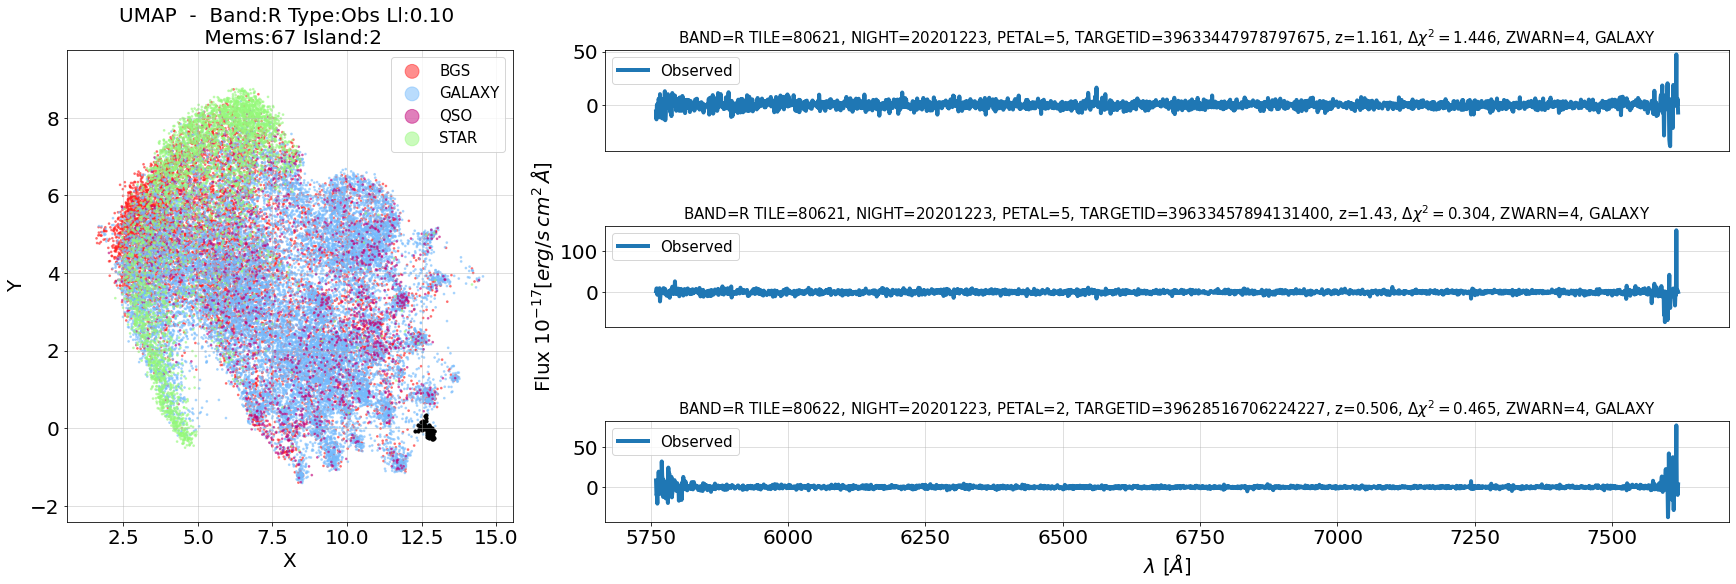 UMAP - Band:R Type:Obs Ll:0.10
Mems:67 Island:2
BGS
GALAXY
QSO
STAR
8
6
4
2
0
−2
Y
2.5 5.0 7.5 10.0 12.5 15.0
X
BAND=R TILE=80621, NIGHT=20201223, PETAL=5, TARGETID=39633447978797675, z=1.161, Δχ² = 1.446, ZWARN=4, GALAXY
Observed
50
0
BAND=R TILE=80621, NIGHT=20201223, PETAL=5, TARGETID=39633457894131400, z=1.43, Δχ² = 0.304, ZWARN=4, GALAXY
Observed
100
0
Flux 10⁻¹⁷[erg/s cm² Å]
BAND=R TILE=80622, NIGHT=20201223, PETAL=2, TARGETID=39628516706224227, z=0.506, Δχ² = 0.465, ZWARN=4, GALAXY
Observed
50
0
5750 6000 6250 6500 6750 7000 7250 7500
λ [Å]